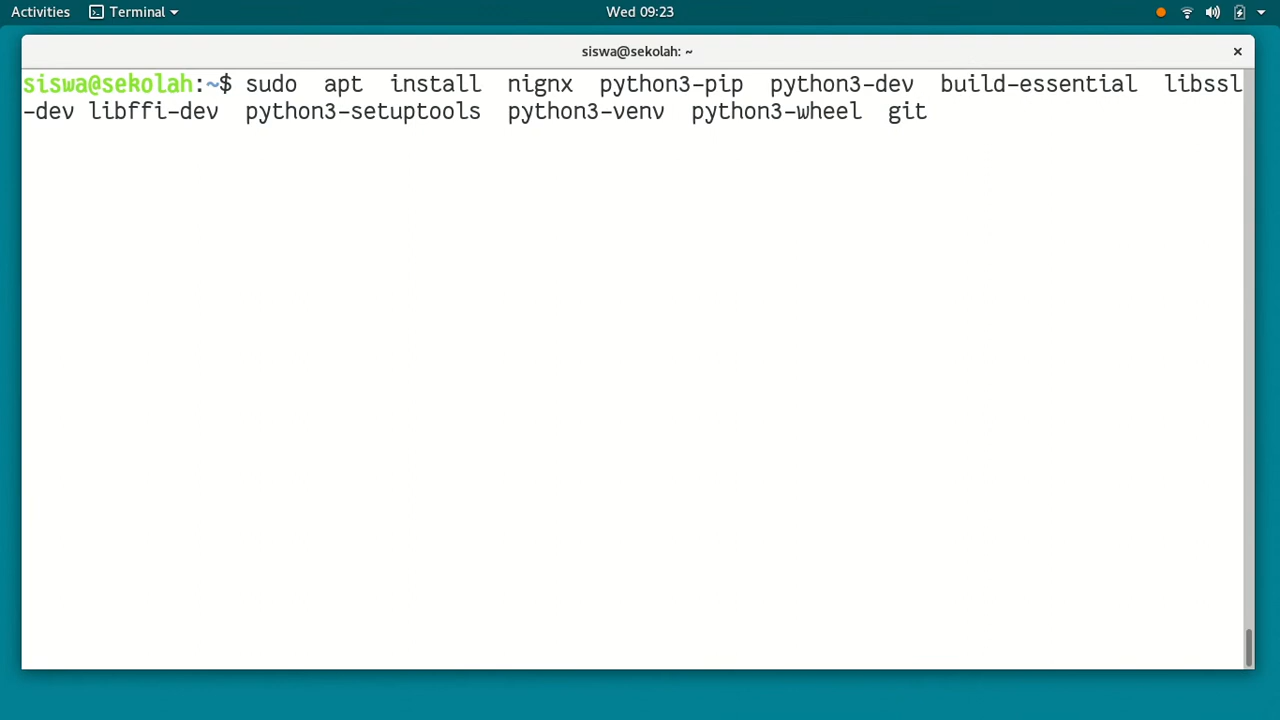 Activities Terminal Wed 09:23
siswa@sekolah: ~
siswa@sekolah:~$ sudo apt install nignx python3-pip python3-dev build-essential libssl
-dev libffi-dev python3-setuptools python3-venv python3-wheel git